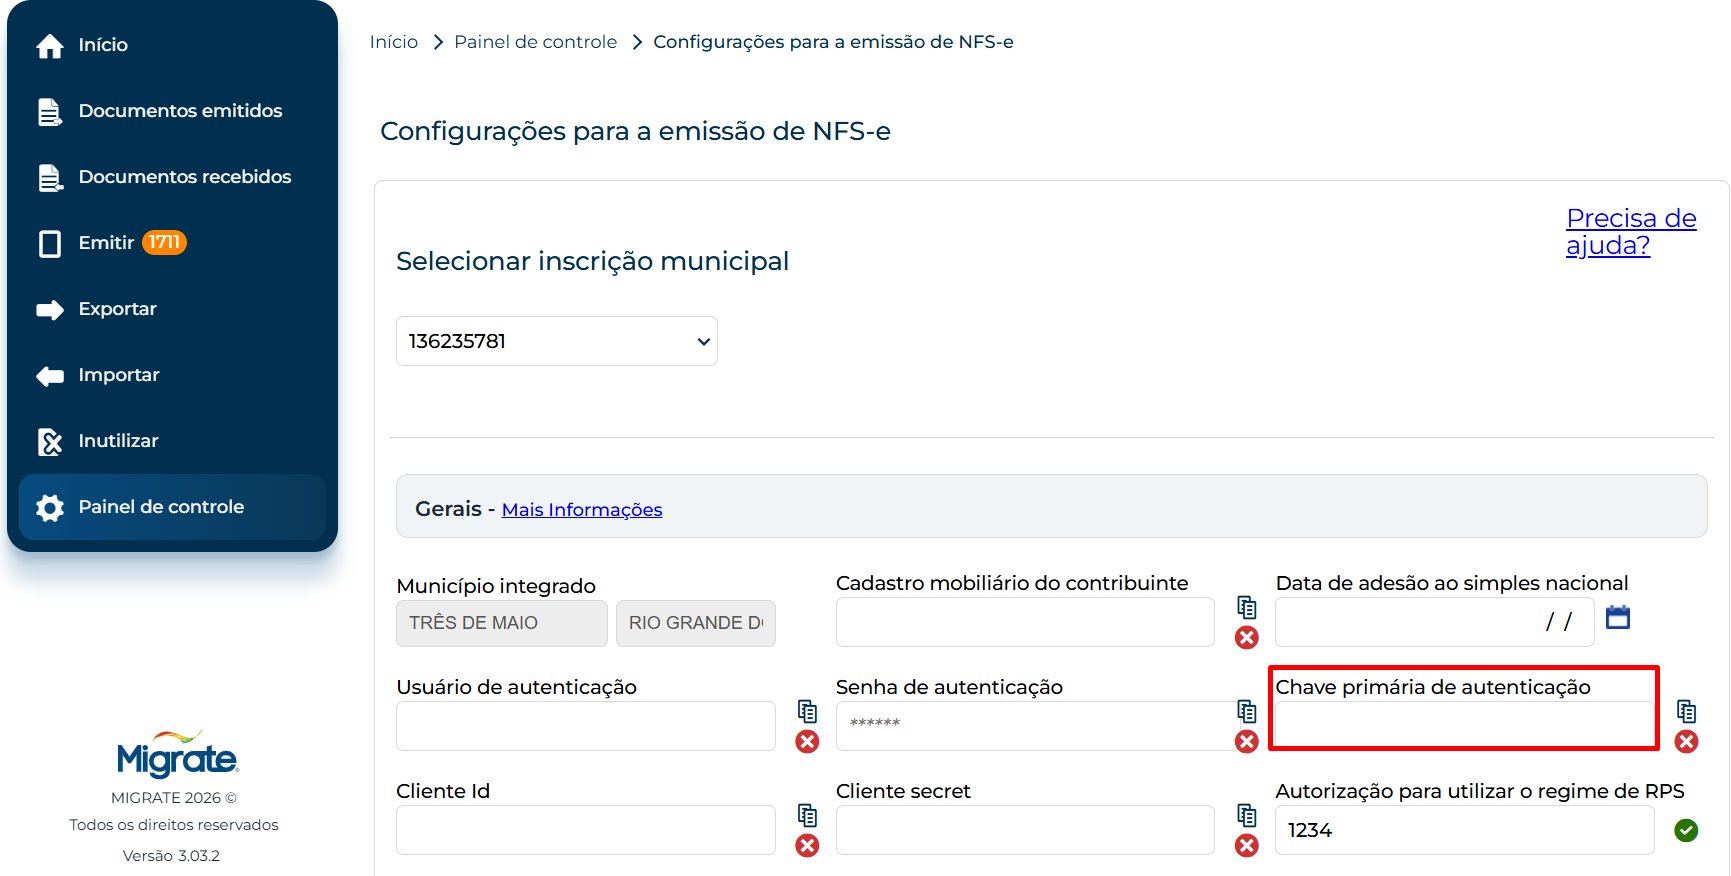 Início
Documentos emitidos
Documentos recebidos
Emitir 1711
Exportar
Importar
Inutilizar
Painel de controle
Migrate
MIGRATE 2026 ©
Todos os direitos reservados
Versão 3.03.2
Início > Painel de controle > Configurações para a emissão de NFS-e
Configurações para a emissão de NFS-e
Precisa de
ajuda?
Selecionar inscrição municipal
136235781
Gerais - Mais Informações
Município integrado
TRÊS DE MAIO
RIO GRANDE D
Cadastro mobiliário do contribuinte
Data de adesão ao simples nacional
/ /
Usuário de autenticação
Senha de autenticação
******
Chave primária de autenticação
Cliente Id
Cliente secret
Autorização para utilizar o regime de RPS
1234